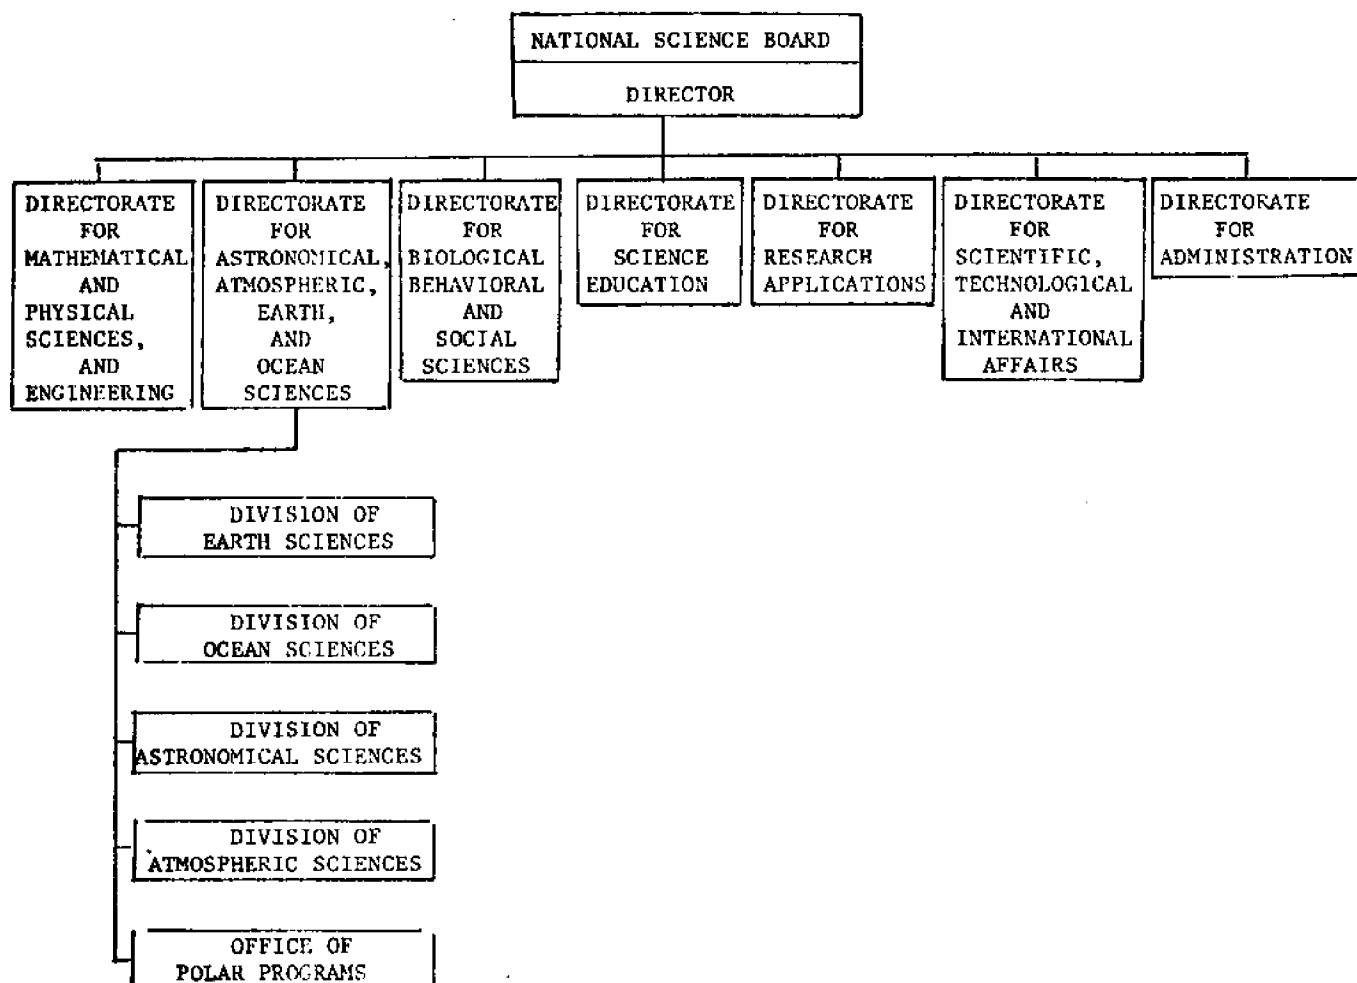 NATIONAL SCIENCE BOARD
DIRECTOR
DIRECTORATE
FOR
MATHEMATICAL
AND
PHYSICAL
SCIENCES,
AND
ENGINEERING
DIRECTORATE
FOR
ASTRONOMICAL,
ATMOSPHERIC,
EARTH,
AND
OCEAN
SCIENCES
DIRECTORATE
FOR
BIOLOGICAL
BEHAVIORAL
AND
SOCIAL
SCIENCES
DIRECTORATE
FOR
SCIENCE
EDUCATION
DIRECTORATE
FOR
RESEARCH
APPLICATIONS
DIRECTORATE
FOR
SCIENTIFIC,
TECHNOLOGICAL
AND
INTERNATIONAL
AFFAIRS
DIRECTORATE
FOR
ADMINISTRATION
DIVISION OF
EARTH SCIENCES
DIVISION OF
OCEAN SCIENCES
DIVISION OF
ASTRONOMICAL SCIENCES
DIVISION OF
ATMOSPHERIC SCIENCES
OFFICE OF
POLAR PROGRAMS